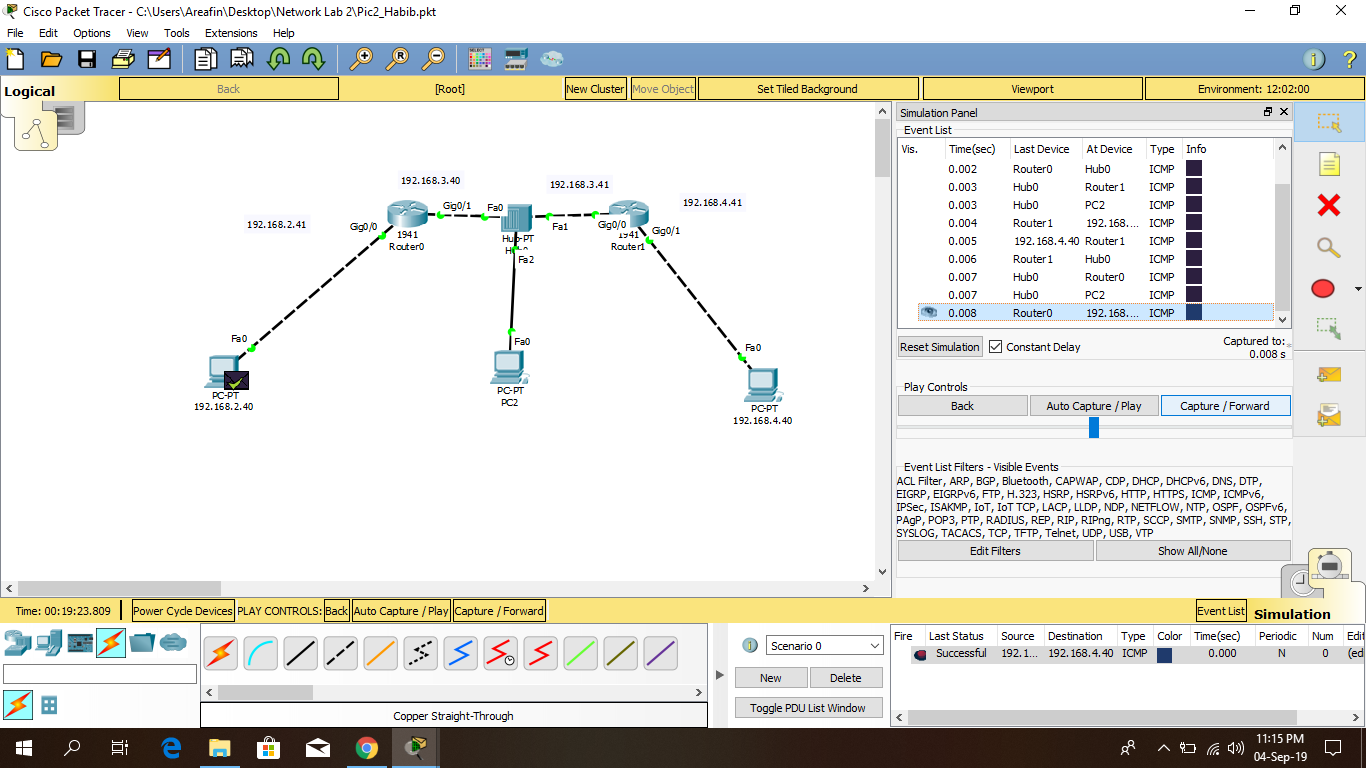 Cisco Packet Tracer - C:\Users\Areafin\Desktop\Network Lab 2\Pic2_Habib.pkt
File Edit Options View Tools Extensions Help
Logical Back [Root] New Cluster Move Object Set Tiled Background Viewport Environment: 12:02:00
192.168.3.40
192.168.3.41
192.168.4.41
192.168.2.41
Gig0/1 Fa0
Gig0/0
1941
Router0
Hub-PT
Fa1
Fa2
Gig0/0
Gig0/1
1941
Router1
Fa0
PC-PT
192.168.2.40
Fa0
PC-PT
PC2
Fa0
PC-PT
192.168.4.40
Simulation Panel
Event List
Vis. Time(sec) Last Device At Device Type Info
0.002 Router0 Hub0 ICMP
0.003 Hub0 Router1 ICMP
0.003 Hub0 PC2 ICMP
0.004 Router1 192.168.... ICMP
0.005 192.168.4.40 Router1 ICMP
0.006 Router1 Hub0 ICMP
0.007 Hub0 Router0 ICMP
0.007 Hub0 PC2 ICMP
0.008 Router0 192.168.... ICMP
Reset Simulation Constant Delay Captured to:
0.008 s
Play Controls
Back Auto Capture / Play Capture / Forward
Event List Filters - Visible Events
ACL Filter, ARP, BGP, Bluetooth, CAPWAP, CDP, DHCP, DHCPv6, DNS, DTP,
EIGRP, EIGRPv6, FTP, H.323, HSRP, HSRPv6, HTTP, HTTPS, ICMP, ICMPv6,
IPSec, ISAKMP, IoT, IoT TCP, LACP, LLDP, NDP, NETFLOW, NTP, OSPF, OSPFv6,
PAgP, POP3, PTP, RADIUS, REP, RIP, RIPng, RTP, SCCP, SMTP, SNMP, SSH, STP,
SYSLOG, TACACS, TCP, TFTP, Telnet, UDP, USB, VTP
Edit Filters Show All/None
Time: 00:19:23.809 Power Cycle Devices PLAY CONTROLS: Back Auto Capture / Play Capture / Forward Event List Simulation
Copper Straight-Through
Scenario 0
New Delete
Toggle PDU List Window
Fire Last Status Source Destination Type Color Time(sec) Periodic Num Edit
Successful 192.1... 192.168.4.40 ICMP 0.000 N 0 (ed
11:15 PM
04-Sep-19